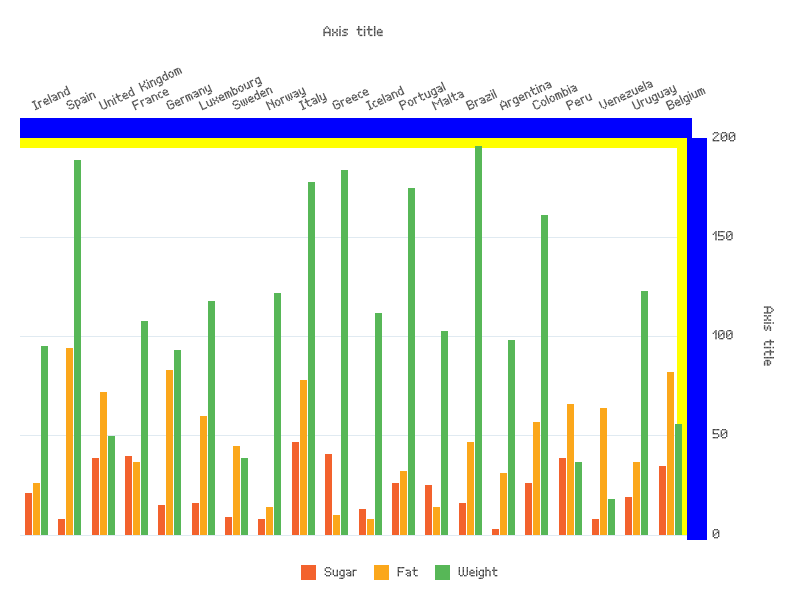 Axis title
Ireland
Spain
United Kingdom
France
Germany
Luxembourg
Sweden
Norway
Italy
Greece
Iceland
Portugal
Malta
Brazil
Argentina
Colombia
Peru
Venezuela
Uruguay
Belgium
200
150
100
50
0
Axis title
Sugar
Fat
Weight